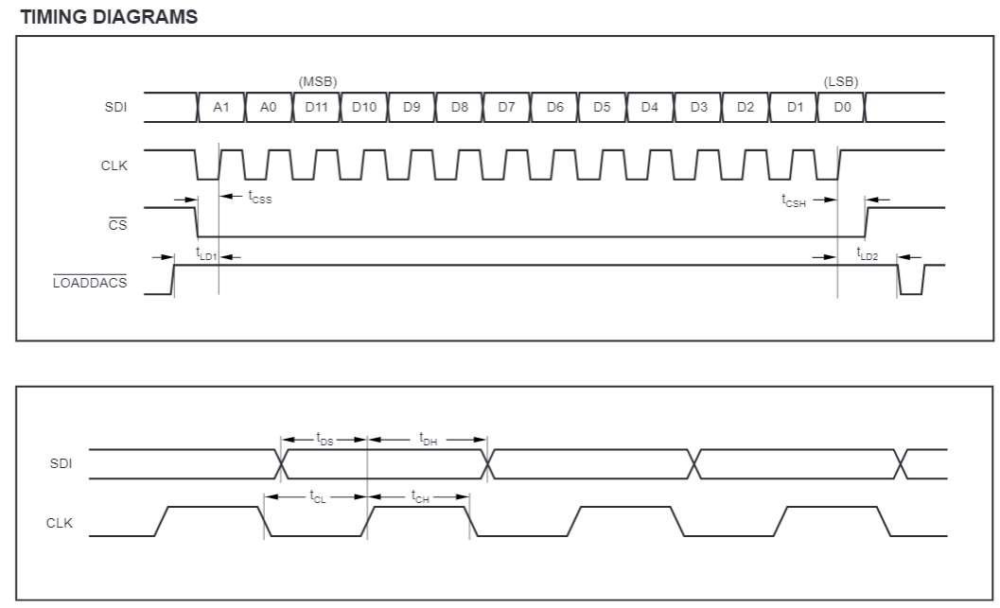 TIMING DIAGRAMS
(MSB) (LSB)
SDI A1 A0 D11 D10 D9 D8 D7 D6 D5 D4 D3 D2 D1 D0
CLK
tCSS tCSH
CS
tLD1 tLD2
LOADDACS
tDS tDH
SDI
tCL tCH
CLK